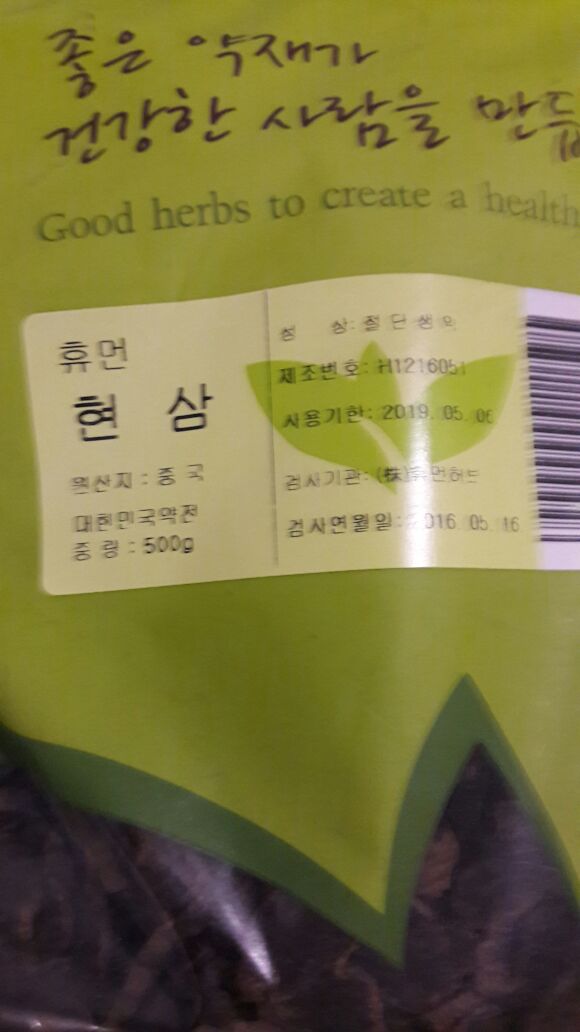 좋은 약재가
건강한 사람을 만듭
Good herbs to create a health
휴먼
현 삼
원산지 : 중 국
대한민국약전
중 량 : 500g
성 상: 절 단 생 약
제조번호: H1216051
사용기한: 2019. 05. 06
검사기관: (株)휴먼허브
검사연월일: 2016. 05. 16